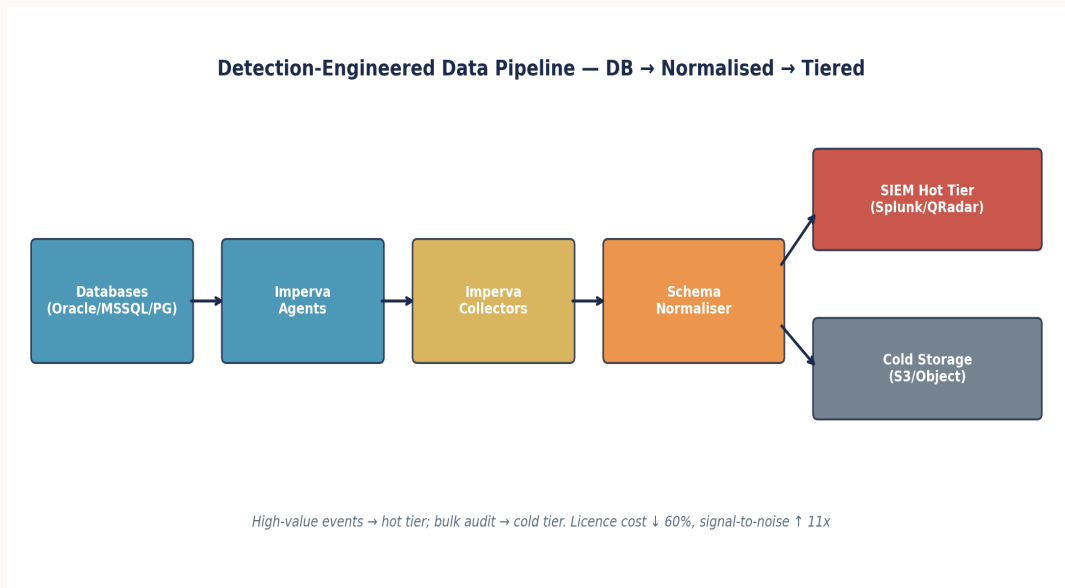 Detection-Engineered Data Pipeline — DB → Normalised → Tiered
SIEM Hot Tier
(Splunk/QRadar)
Databases
(Oracle/MSSQL/PG)
Imperva
Agents
Imperva
Collectors
Schema
Normaliser
Cold Storage
(S3/Object)
High-value events → hot tier; bulk audit → cold tier. Licence cost ↓ 60%, signal-to-noise ↑ 11x